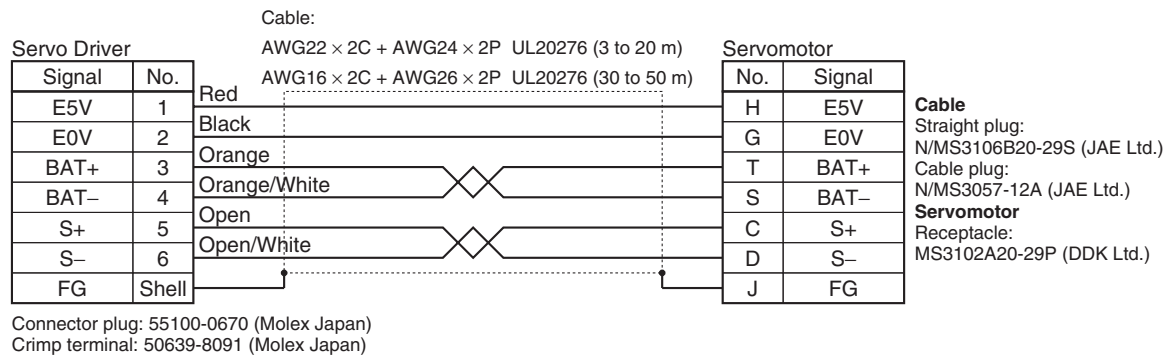 Cable:
Servo Driver AWG22 × 2C + AWG24 × 2P UL20276 (3 to 20 m) Servomotor
Signal No. AWG16 × 2C + AWG26 × 2P UL20276 (30 to 50 m) No. Signal
E5V 1 Red H E5V
E0V 2 Black G E0V
BAT+ 3 Orange T BAT+
BAT− 4 Orange/White S BAT−
S+ 5 Open C S+
S− 6 Open/White D S−
FG Shell J FG
Cable
Straight plug:
N/MS3106B20-29S (JAE Ltd.)
Cable plug:
N/MS3057-12A (JAE Ltd.)
Servomotor
Receptacle:
MS3102A20-29P (DDK Ltd.)
Connector plug: 55100-0670 (Molex Japan)
Crimp terminal: 50639-8091 (Molex Japan)